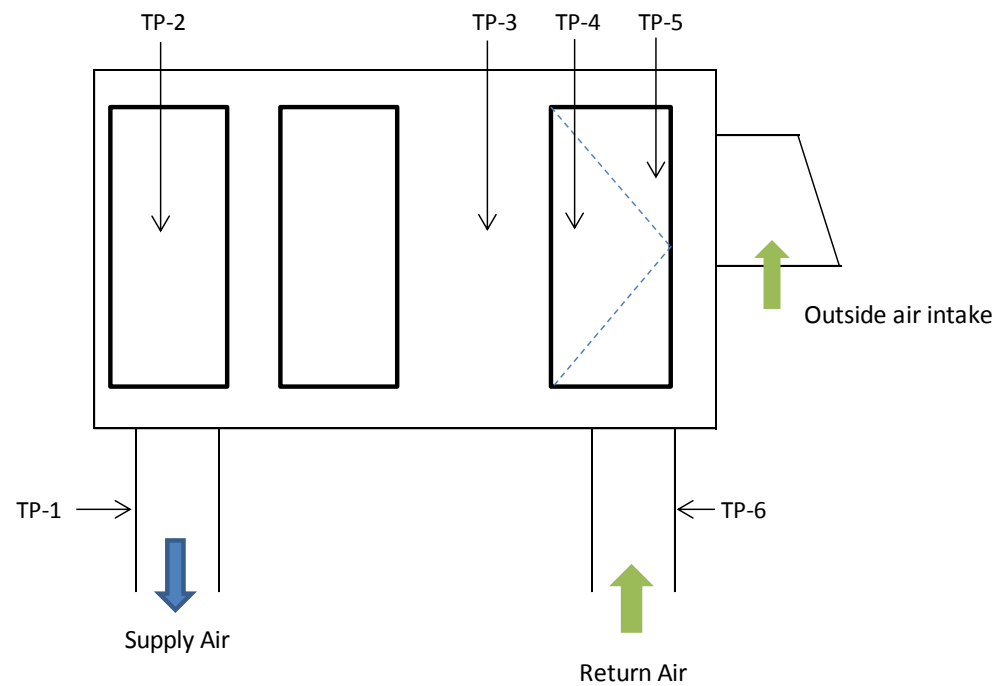 TP-2
TP-3
TP-4
TP-5
Outside air intake
TP-1
TP-6
Supply Air
Return Air